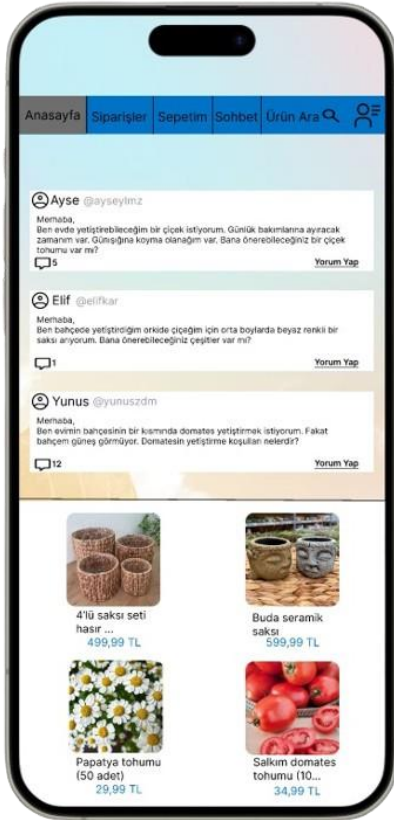 Anasayfa Siparişler Sepetim Sohbet Ürün Ara
Ayse @ayseylmz
Merhaba,
Ben evde yetiştirebileceğim bir çiçek istiyorum. Günlük bakımlarına ayıracak
zamanım var. Günışığına koyma olanağım var. Bana önerebileceğiniz bir çiçek
tohumu var mı?
5 Yorum Yap
Elif @elifkar
Merhaba,
Ben bahçede yetiştirdiğim orkide çiçeğim için orta boylarda beyaz renkli bir
saksı arıyorum. Bana önerebileceğiniz çeşitler var mı?
1 Yorum Yap
Yunus @yunuszdm
Merhaba,
Ben evimin bahçesinin bir kısmında domates yetiştirmek istiyorum. Fakat
bahçem güneş görmüyor. Domatesin yetiştirme koşulları nelerdir?
12 Yorum Yap
4'lü saksı seti
hasır ...
499,99 TL
Buda seramik
saksı
599,99 TL
Papatya tohumu
(50 adet)
29,99 TL
Salkım domates
tohumu (10...
34,99 TL